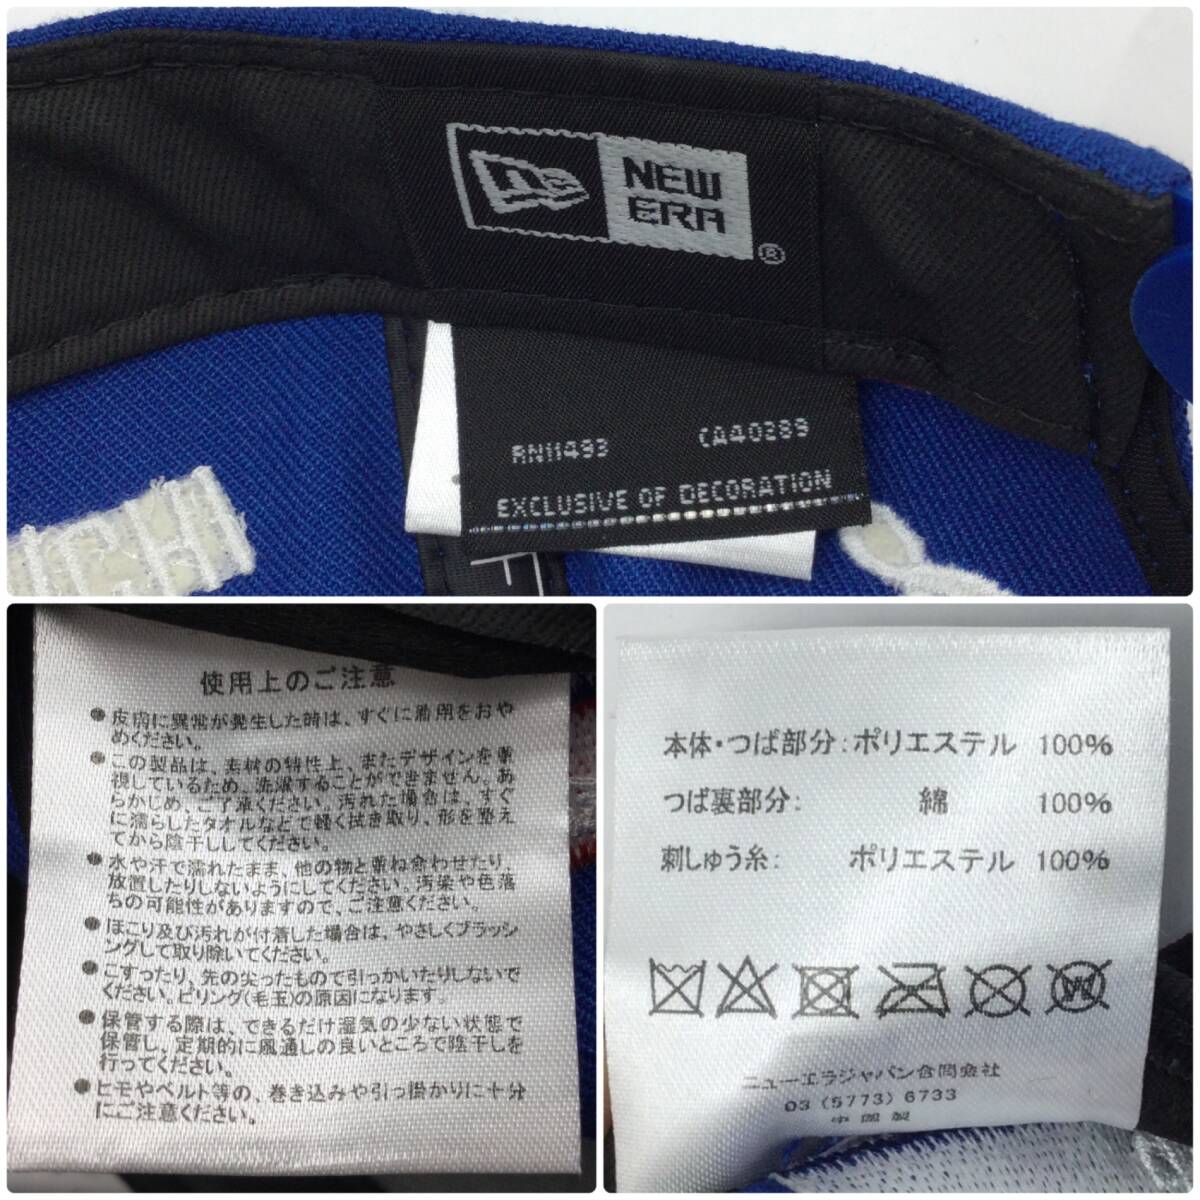 NEW
ERA
®
RN11493 CA40289
EXCLUSIVE OF DECORATION
使用上のご注意
●皮膚に異常が発生した時は、すぐに着用をおや
めください。
●この製品は、素材の特性上、またデザインを重
視しているため、洗濯することができません。あ
らかじめ、ご了承ください。汚れた場合は、すぐ
に濡らしたタオルなどで軽く拭き取り、形を整え
てから陰干ししてください。
●水や汗で濡れたまま、他の物と重ね合わせたり、
放置したりしないようにしてください。汚染や色落
ちの可能性がありますので、ご注意ください。
●ほこり及び汚れが付着した場合は、やさしくブラッシ
ングして取り除いてください。
●こすったり、先の尖ったもので引っかいたりしないで
ください。ピリング(毛玉)の原因になります。
●保管する際は、できるだけ湿気の少ない状態で
保管し、定期的に風通しの良いところで陰干しを
行ってください。
●ヒモやベルト等の、巻き込みや引っ掛かりに十分
にご注意ください。
本体・つば部分：ポリエステル 100%
つば裏部分： 綿 100%
刺しゅう糸： ポリエステル 100%
ニューエラジャパン合同会社
03 (5773) 6733
中国製